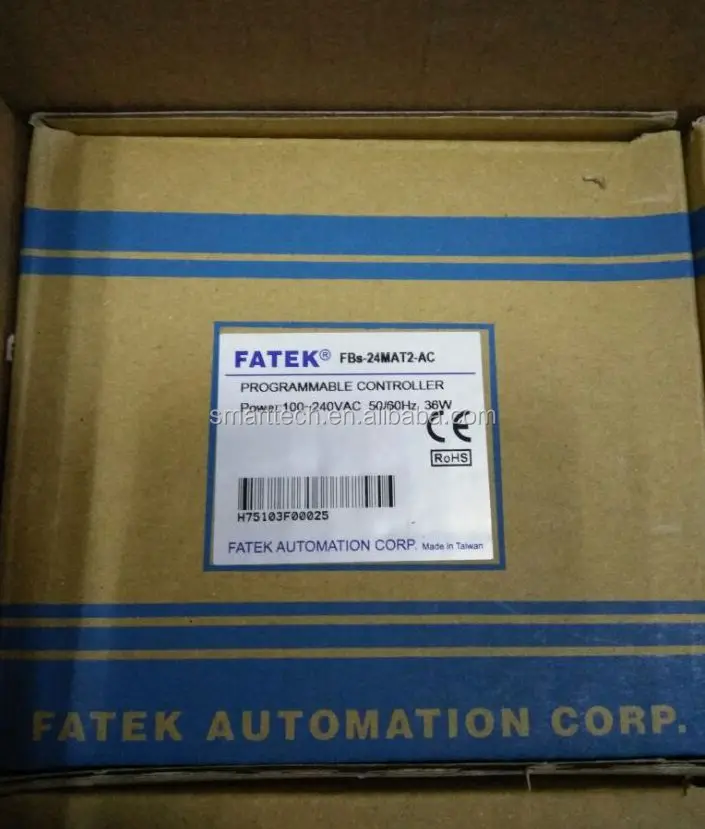 FATEK® FBs-24MAT2-AC
PROGRAMMABLE CONTROLLER
Power 100~240VAC 50/60Hz, 36W
smarttech.en.alibaba.com
CE
RoHS
H75103F00025
FATEK AUTOMATION CORP. Made in Taiwan
FATEK AUTOMATION CORP.